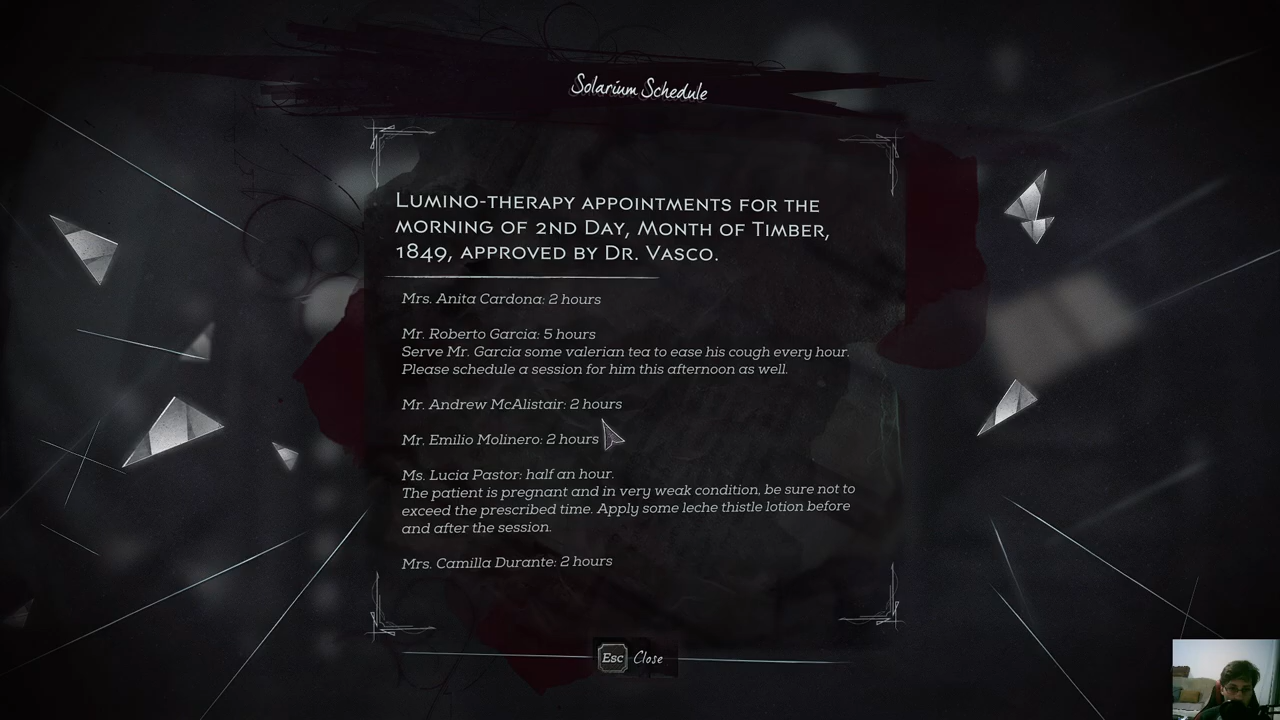 Solarium Schedule
LUMINO-THERAPY APPOINTMENTS FOR THE
MORNING OF 2ND DAY, MONTH OF TIMBER,
1849, APPROVED BY DR. VASCO.
Mrs. Anita Cardona: 2 hours
Mr. Roberto Garcia: 5 hours
Serve Mr. Garcia some valerian tea to ease his cough every hour.
Please schedule a session for him this afternoon as well.
Mr. Andrew McAlistair: 2 hours
Mr. Emilio Molinero: 2 hours
Ms. Lucia Pastor: half an hour.
The patient is pregnant and in very weak condition, be sure not to
exceed the prescribed time. Apply some leche thistle lotion before
and after the session.
Mrs. Camilla Durante: 2 hours
Esc Close